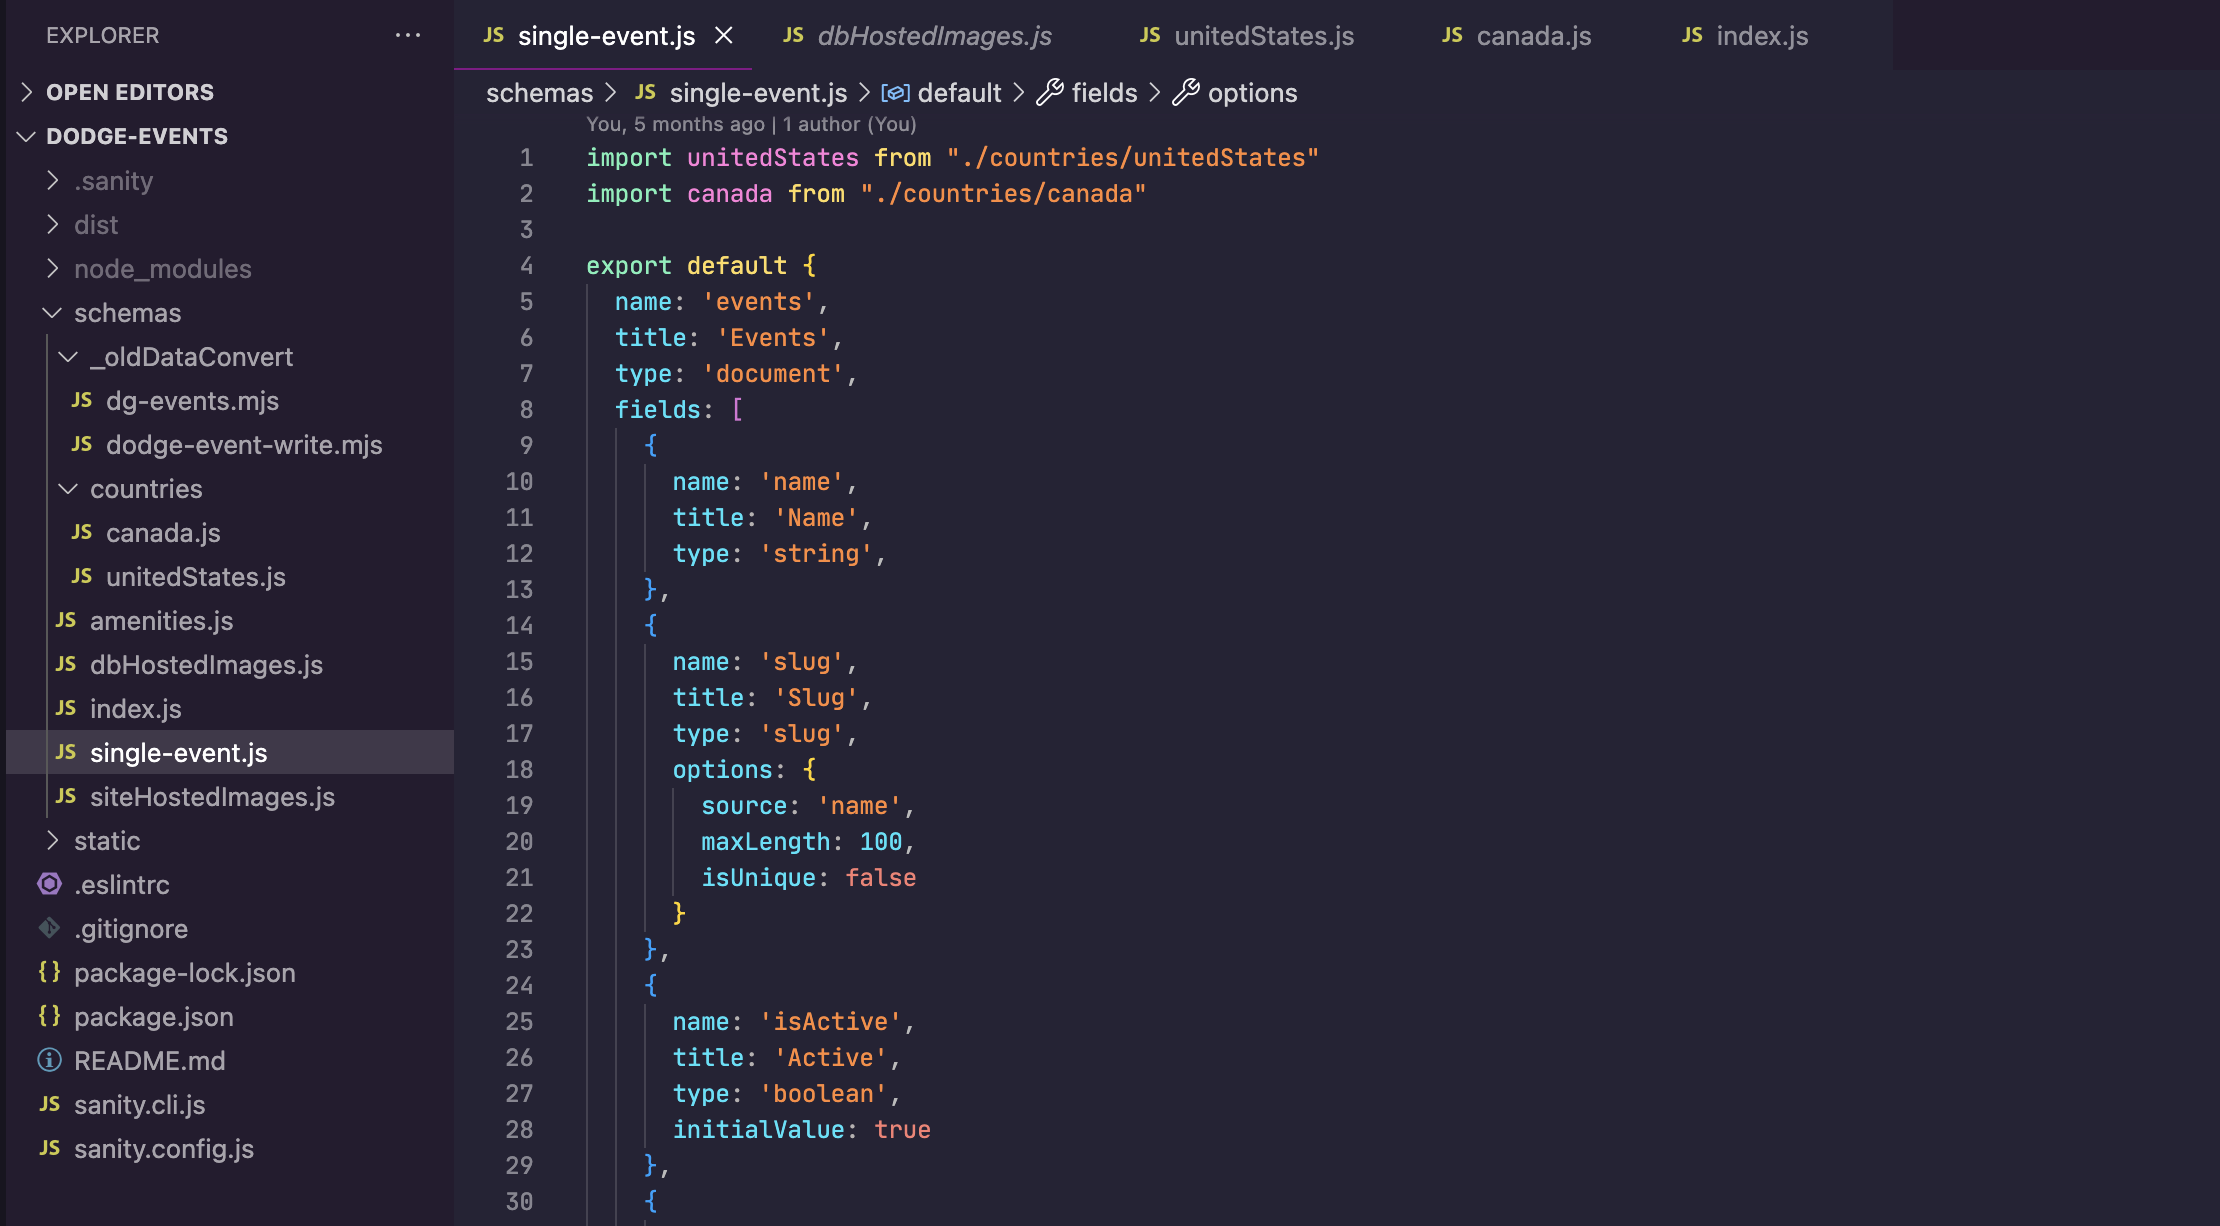 EXPLORER ...
OPEN EDITORS
DODGE-EVENTS
.sanity
dist
node_modules
schemas
_oldDataConvert
JS dg-events.mjs
JS dodge-event-write.mjs
countries
JS canada.js
JS unitedStates.js
JS amenities.js
JS dbHostedImages.js
JS index.js
JS single-event.js
JS siteHostedImages.js
static
.eslintrc
.gitignore
{} package-lock.json
{} package.json
README.md
JS sanity.cli.js
JS sanity.config.js
JS single-event.js JS dbHostedImages.js JS unitedStates.js JS canada.js JS index.js
schemas > JS single-event.js > default > fields > options
You, 5 months ago | 1 author (You)
1 import unitedStates from "./countries/unitedStates"
2 import canada from "./countries/canada"
3
4 export default {
5 name: 'events',
6 title: 'Events',
7 type: 'document',
8 fields: [
9 {
10 name: 'name',
11 title: 'Name',
12 type: 'string',
13 },
14 {
15 name: 'slug',
16 title: 'Slug',
17 type: 'slug',
18 options: {
19 source: 'name',
20 maxLength: 100,
21 isUnique: false
22 }
23 },
24 {
25 name: 'isActive',
26 title: 'Active',
27 type: 'boolean',
28 initialValue: true
29 },
30 {